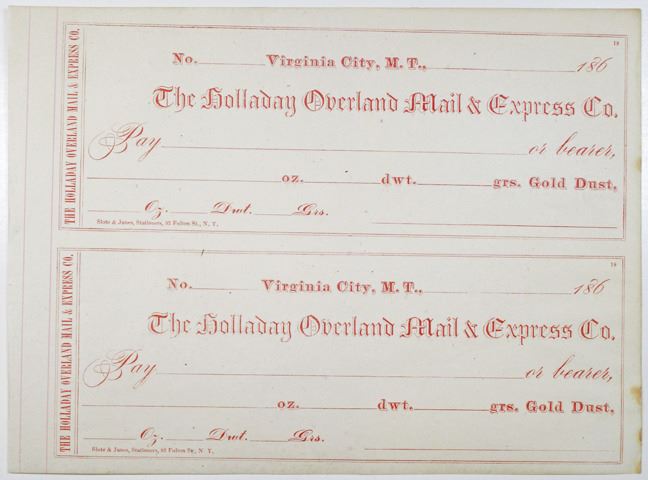 THE HOLLADAY OVERLAND MAIL & EXPRESS CO.
No. Virginia City, M. T., 186
The Holladay Overland Mail & Express Co.
Pay or bearer,
oz. dwt. grs. Gold Dust,
Oz. Dwt. Grs.
Slote & Janes, Stationers, 93 Fulton St., N. Y.
THE HOLLADAY OVERLAND MAIL & EXPRESS CO.
No. Virginia City, M. T., 186
The Holladay Overland Mail & Express Co.
Pay or bearer,
oz. dwt. grs. Gold Dust,
Oz. Dwt. Grs.
Slote & Janes, Stationers, 93 Fulton St., N. Y.